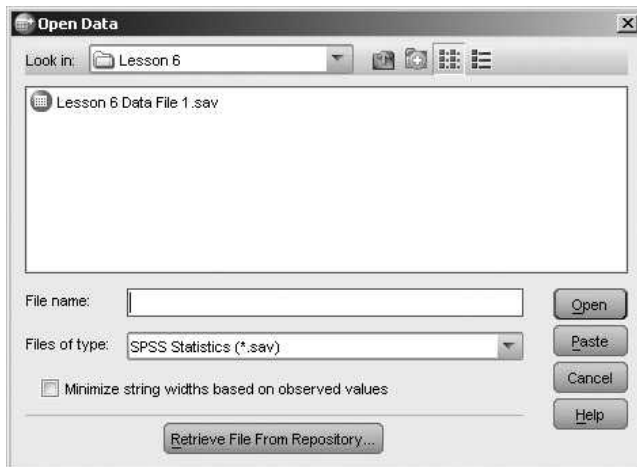 Open Data
Look in: Lesson 6
Lesson 6 Data File 1.sav
File name:
Open
Files of type: SPSS Statistics (*.sav)
Paste
Minimize string widths based on observed values
Cancel
Help
Retrieve File From Repository...